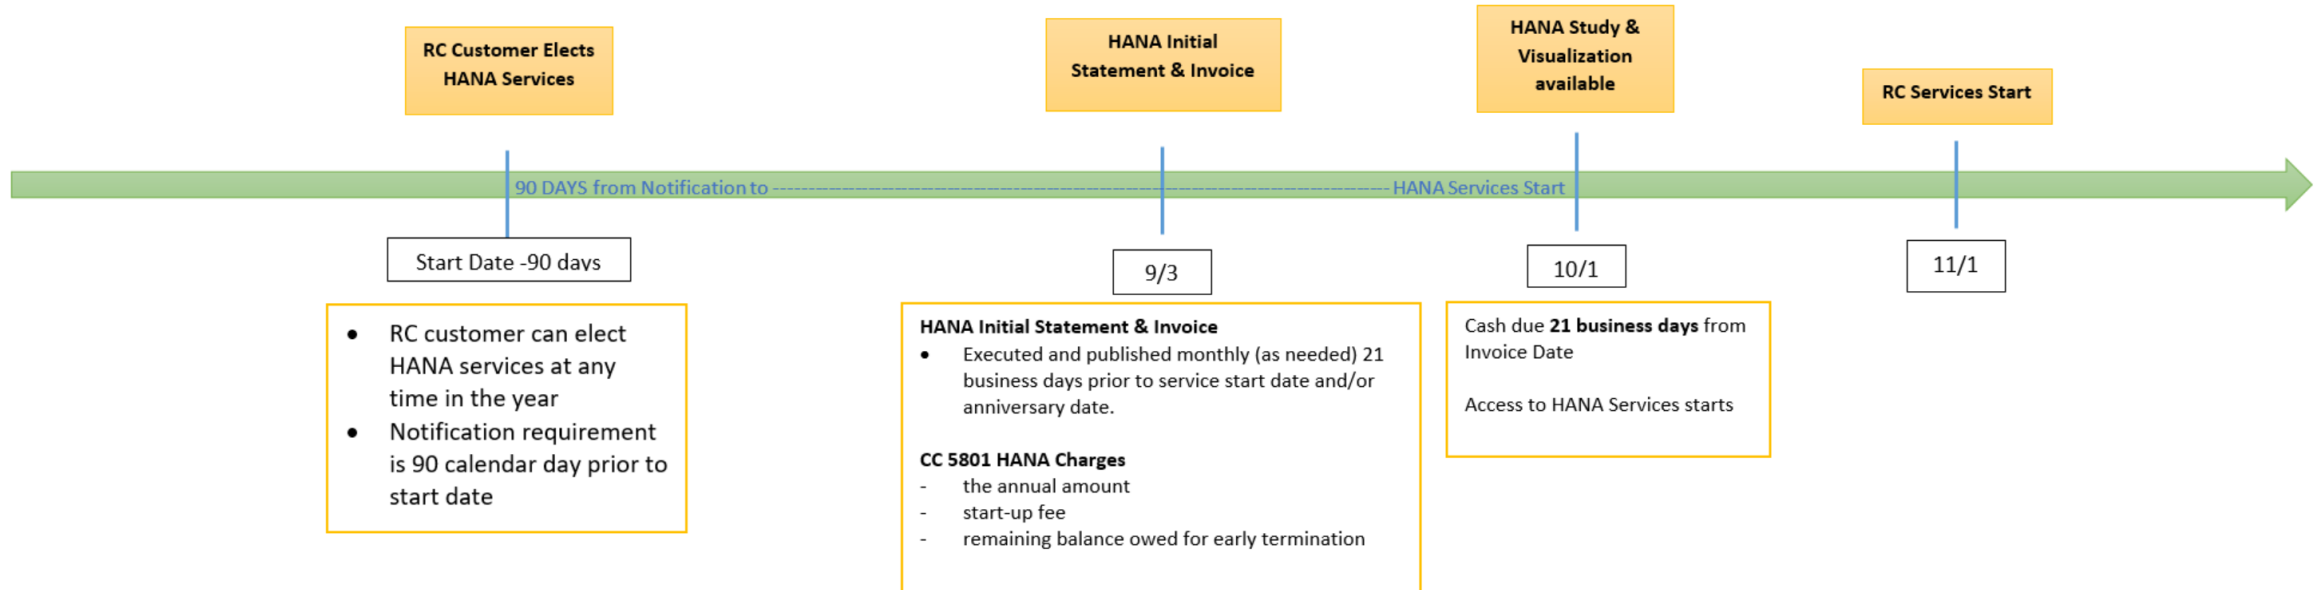 RC Customer Elects
HANA Services
HANA Initial
Statement & Invoice
HANA Study &
Visualization
available
RC Services Start
90 DAYS from Notification to ---------------------------------------------------------------------------------------------- HANA Services Start
Start Date -90 days
9/3
10/1
11/1
• RC customer can elect
HANA services at any
time in the year
• Notification requirement
is 90 calendar day prior to
start date
HANA Initial Statement & Invoice
• Executed and published monthly (as needed) 21
business days prior to service start date and/or
anniversary date.
CC 5801 HANA Charges
- the annual amount
- start-up fee
- remaining balance owed for early termination
Cash due 21 business days from
Invoice Date
Access to HANA Services starts